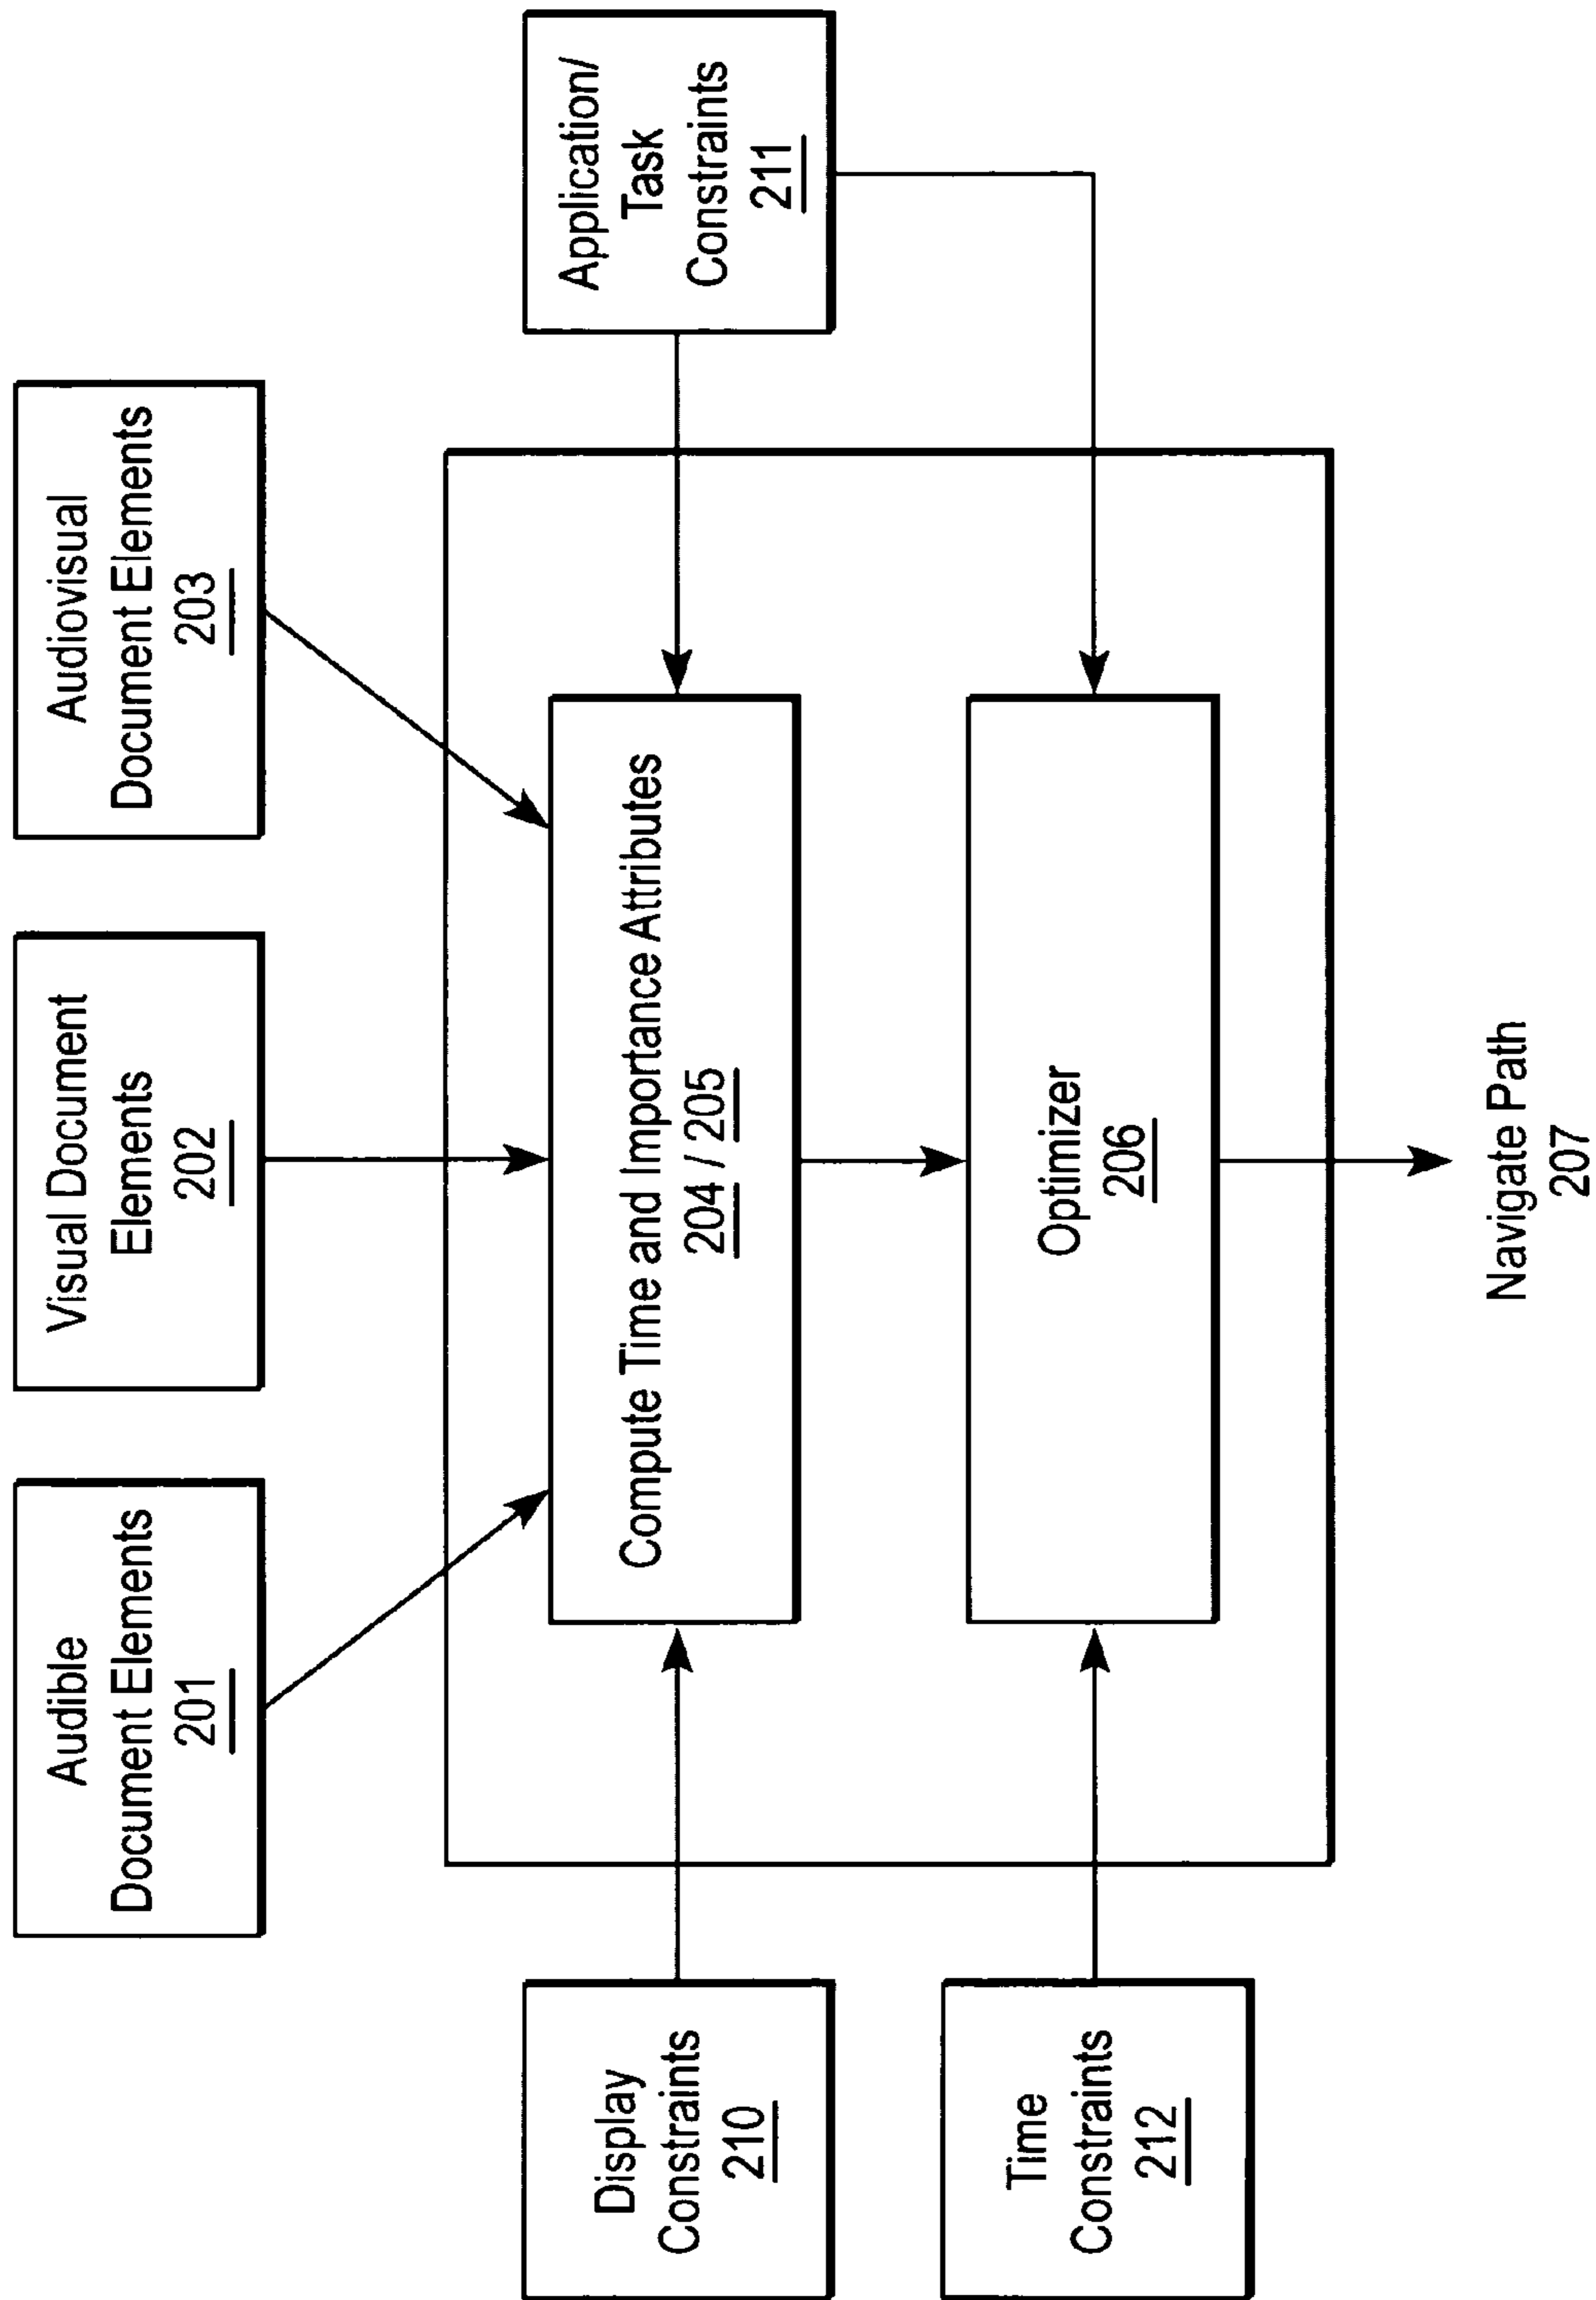 Audible
Document Elements
201
Visual Document
Elements
202
Audiovisual
Document Elements
203
Display
Constraints
210
Compute Time and Importance Attributes
204 / 205
Application/
Task
Constraints
211
Time
Constraints
212
Optimizer
206
Navigate Path
207